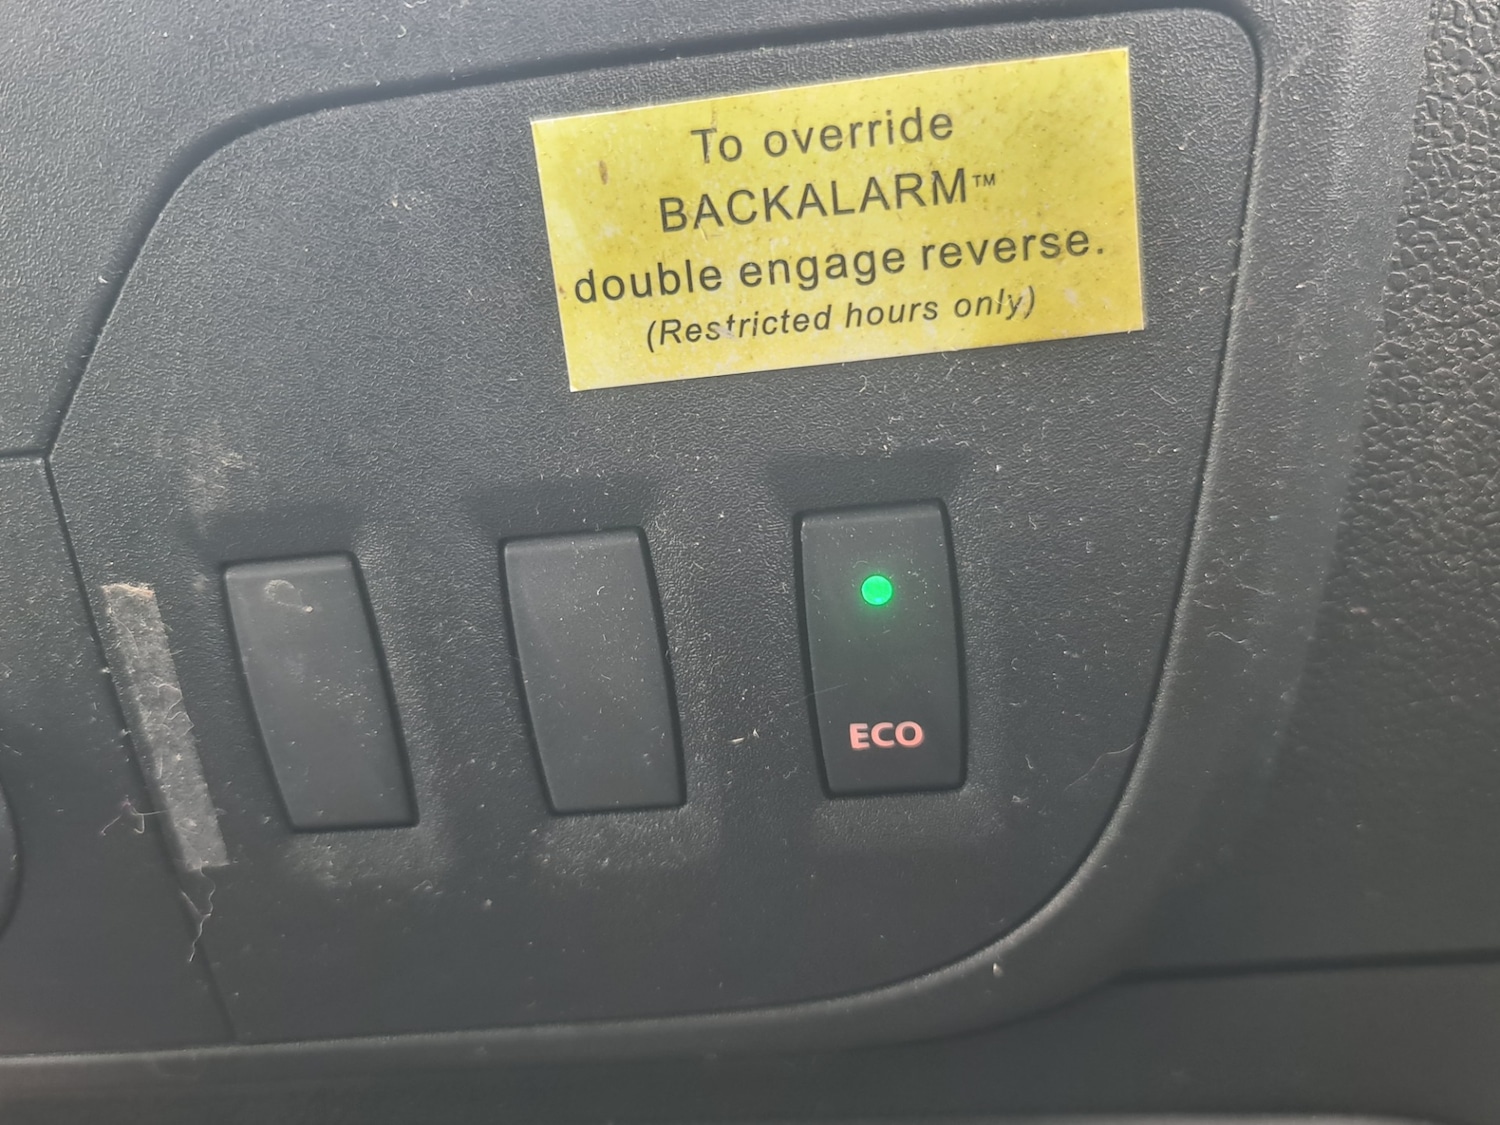 To override
BACKALARM™
double engage reverse.
(Restricted hours only)
ECO